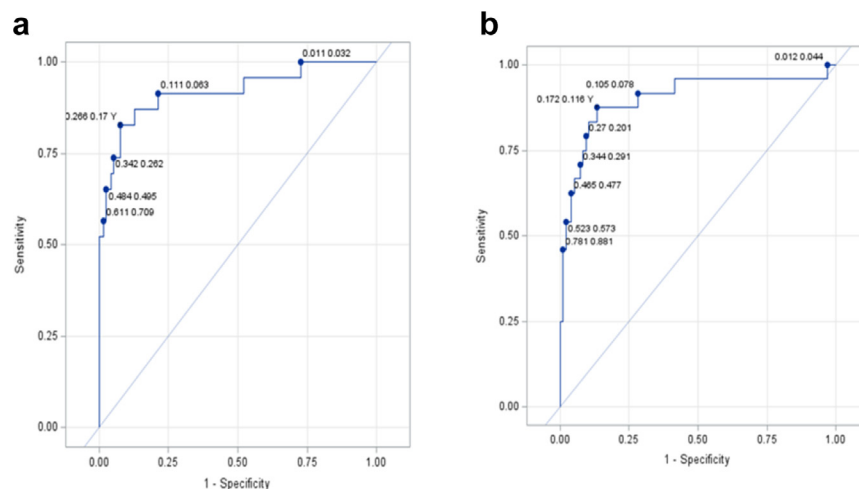 a
1.00
0.75
0.50
0.25
0.00
Sensitivity
0.011 0.032
0.111 0.063
0.266 0.17 Y
0.342 0.262
0.484 0.495
0.611 0.709
0.00 0.25 0.50 0.75 1.00
1 - Specificity
b
1.00
0.75
0.50
0.25
0.00
Sensitivity
0.012 0.044
0.105 0.078
0.172 0.116 Y
0.27 0.201
0.344 0.291
0.465 0.477
0.523 0.573
0.781 0.881
0.00 0.25 0.50 0.75 1.00
1 - Specificity